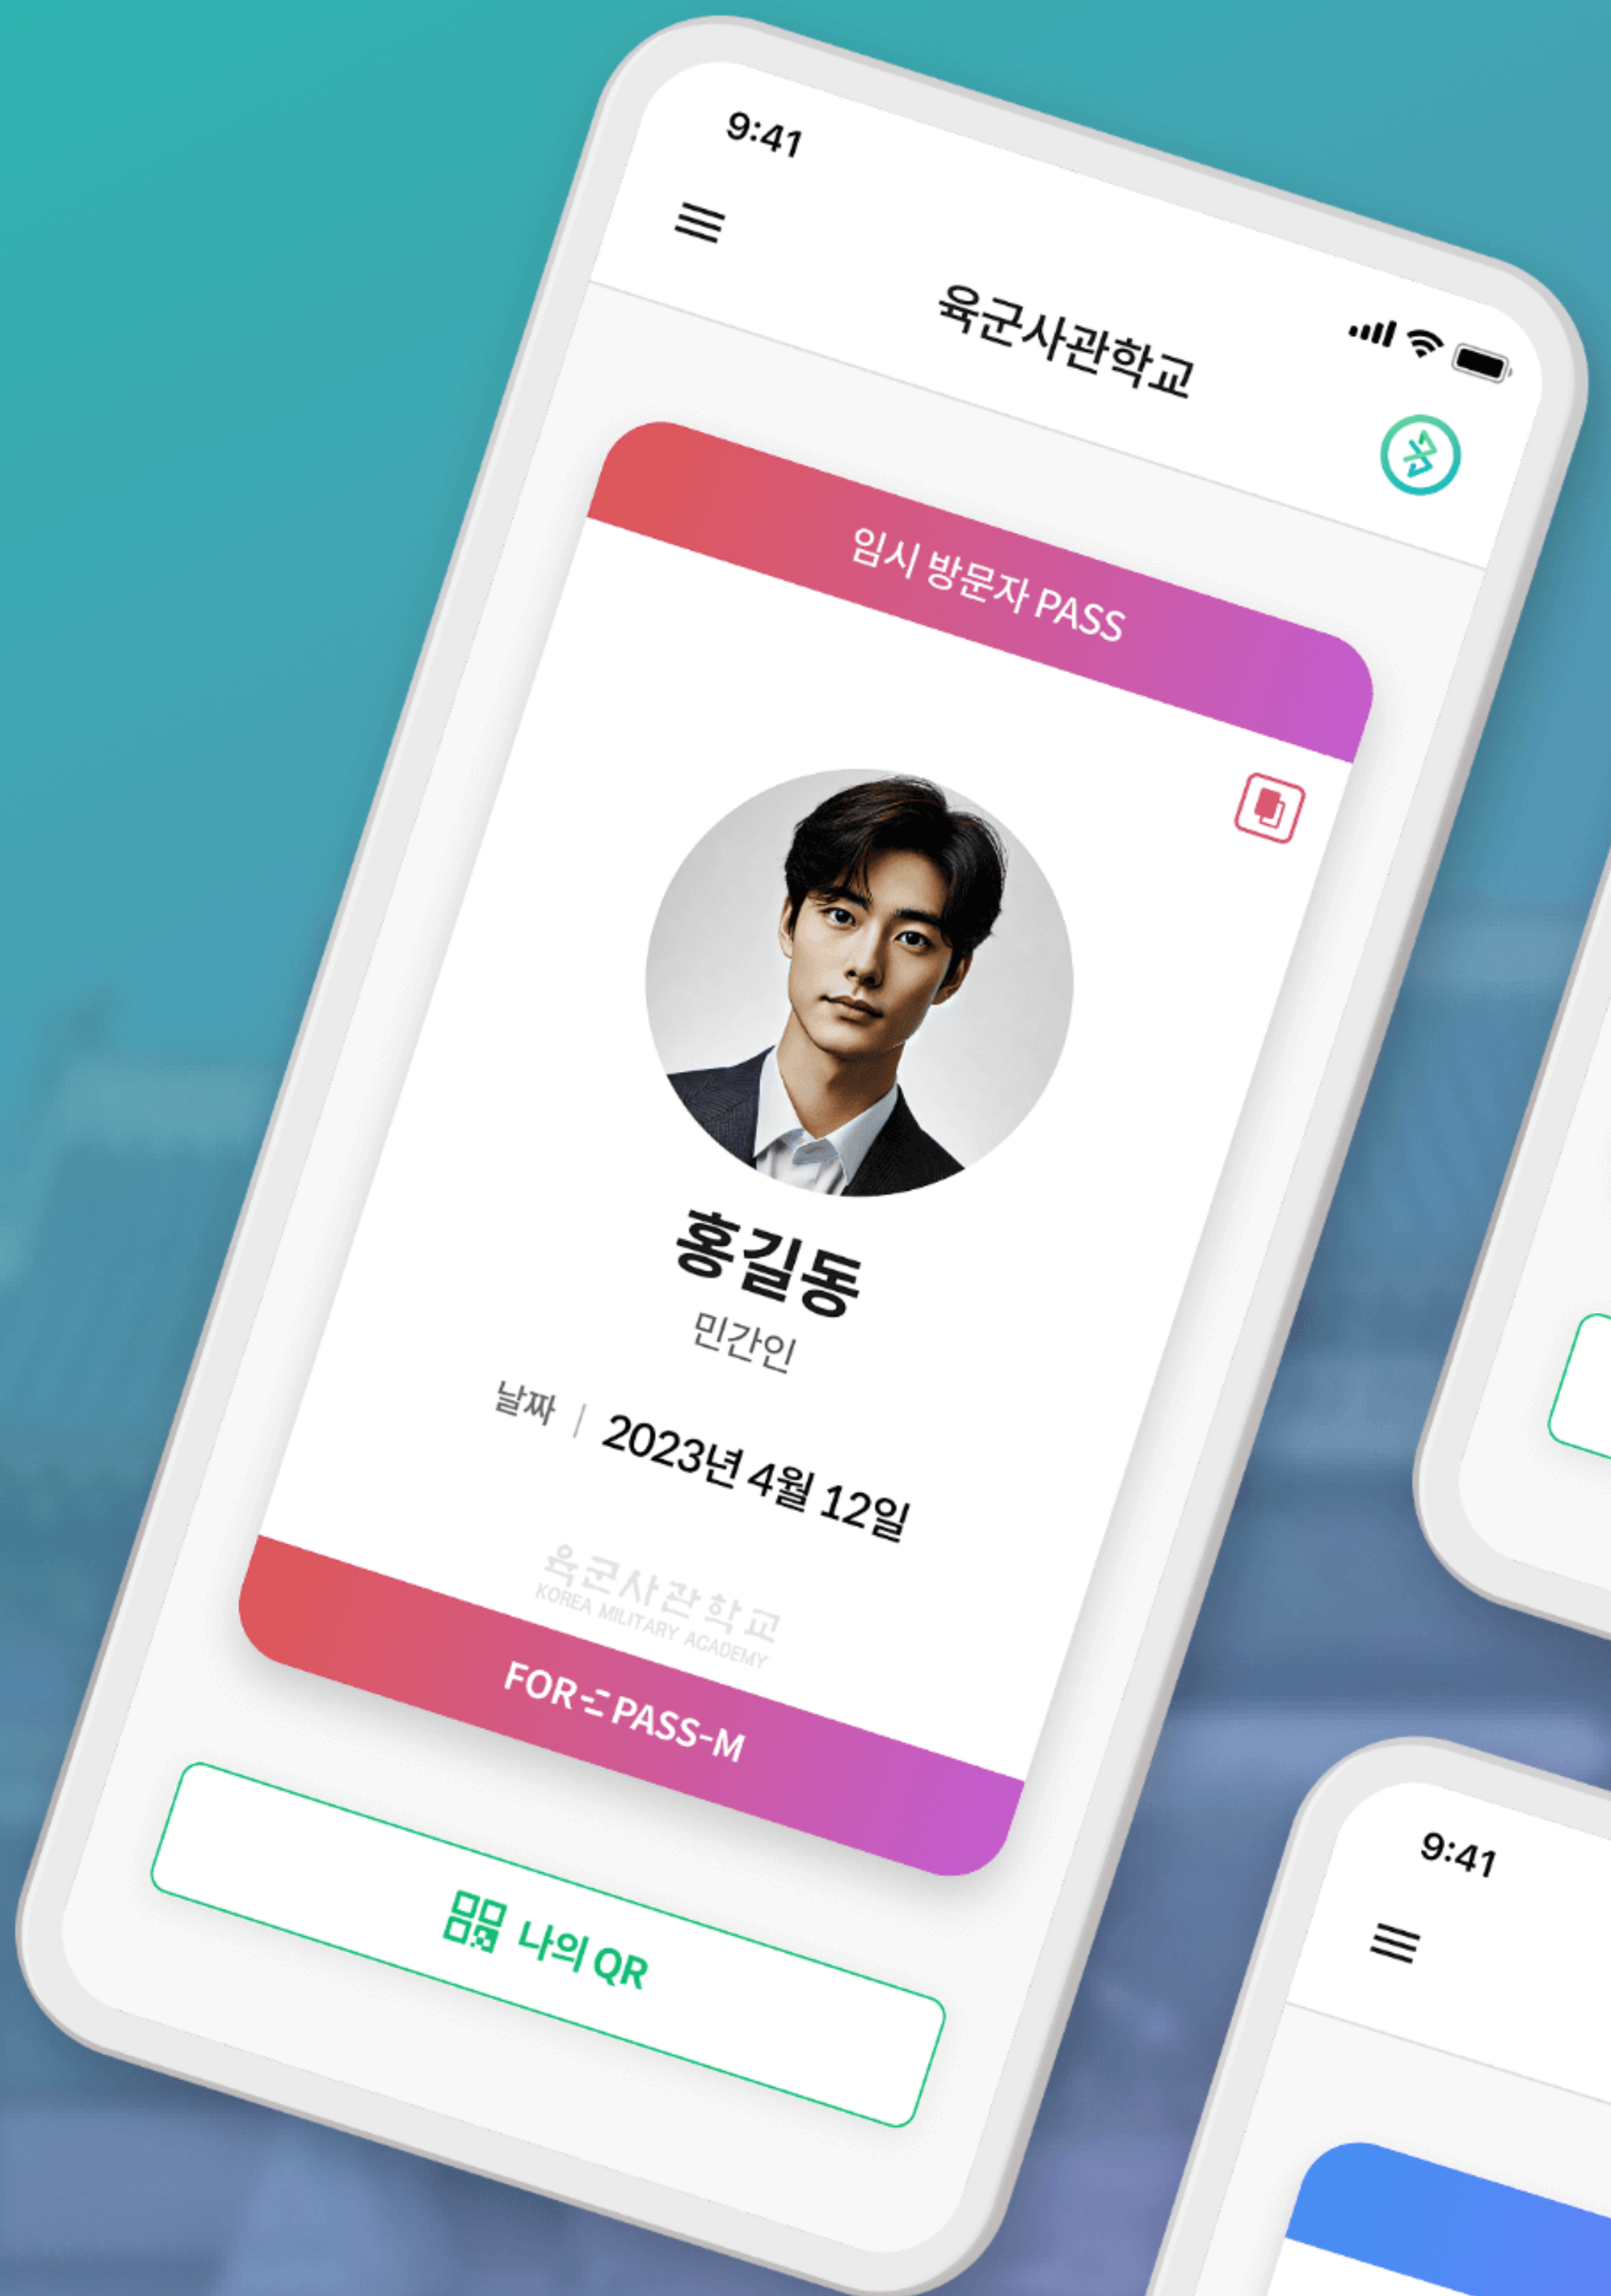 9:41
육군사관학교
임시 방문자 PASS
홍길동
민간인
날짜 | 2023년 4월 12일
육군사관학교
KOREA MILITARY ACADEMY
FOR PASS-M
나의 QR
9:41